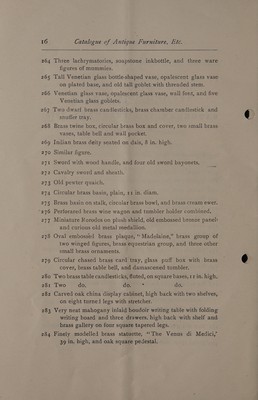 16 Catalogue of Antique Furniture, Etc.
264 Three lachrymatories, soapstone inkbottle, and three ware
figures of mummies.
265 Tall Venetian glass bottle-shaped vase, opalescent glass vase
on plated base, and old tall goblet with threaded stem.
266 Venetian glass vase, opalescent glass vase, wall font, and five
Venetian glass goblets.
267 Two dwarf brass candlesticks, brass chamber candlestick and
snuffer tray.
268 Brass twine box, circular brass box and cover, two small brass
vases, table bell and wall pocket.
269 Indian brass deity seated on dais, 8 in. high.
270 Similar figure.
271 Sword with wood handle, and four old sword bayonets.
272 Cavalry sword and sheath.
273 Old pewter quaich.
274 Circular brass basin, plain, 11 in. diam.
275 Brass basin on stalk, circular brass bowl, and brass cream ewer.
276 Perforated brass wine wagon and tumbler holder combined.
277 Miniature Rondos on plush shield, old embossed bronze panel,
and curious old metal medallion.
278 Oval embossed brass plaque, "Madelaine," brass group of
two winged figures, brass equestrian group, and three other
small brass ornaments.
279 Circular chased brass card tray, glass puff box with brass
cover, brass table bell, and damascened tomahawk.
280 Two brass table candlesticks, fluted, on square bases, 12 in. high.
281 Two do. do. " do.
282 Carved oak china display cabinet, high back with two shelves,
on eight turned legs with stretcher.
283 Very neat mahogany inlaid bonheir writing table with folding
writing board and three drawers, high back with shelf and
brass gallery on four square tapered legs.
284 Finely modelled brass statuette, "The Venus di Medici,'
39 in. high, and oak square pedestal.